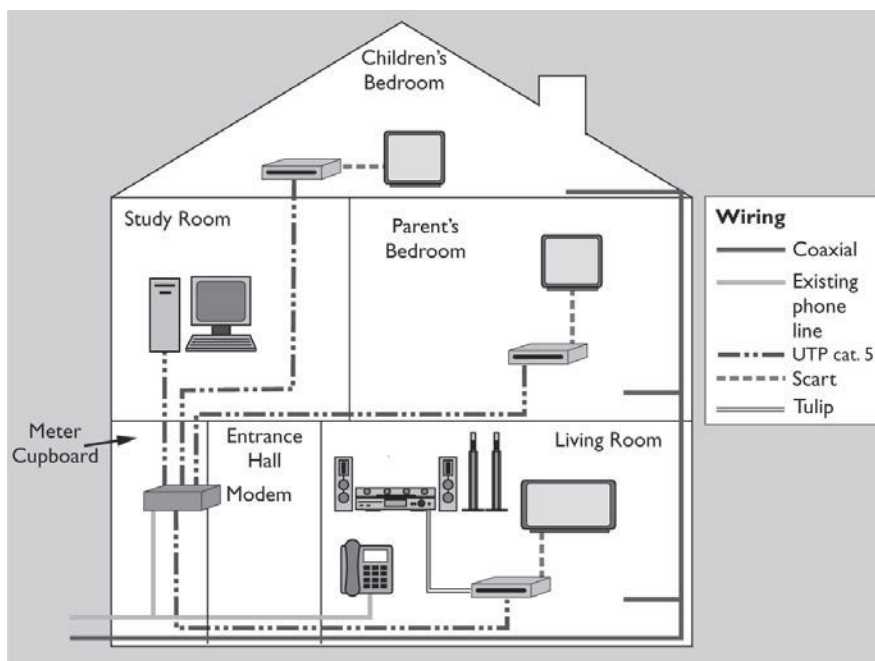 Children's
Bedroom
Study Room
Parent's
Bedroom
Wiring
Coaxial
Existing
phone
line
UTP cat. 5
Scart
Tulip
Meter
Cupboard
Entrance
Hall
Living Room
Modem